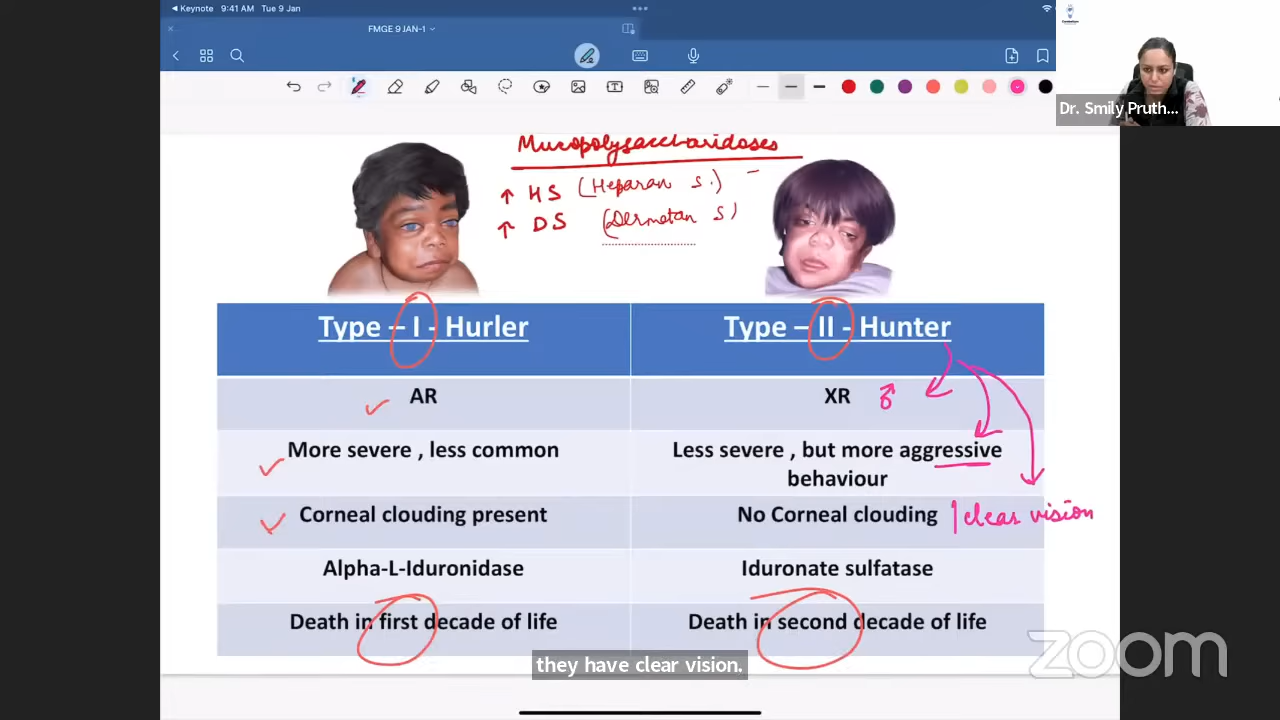 Keynote 9:41 AM Tue 9 Jan
FMGE 9 JAN-1
Dr. Smily Pruth...
Mucopolysaccharidoses
↑ HS (Heparan S.)
↑ DS (Dermatan S)
Type – I - Hurler
Type – II - Hunter
AR
XR ♂
More severe , less common
Less severe , but more aggressive
behaviour
Corneal clouding present
No Corneal clouding | clear vision
Alpha-L-Iduronidase
Iduronate sulfatase
Death in first decade of life
Death in second decade of life
they have clear vision.
zoom